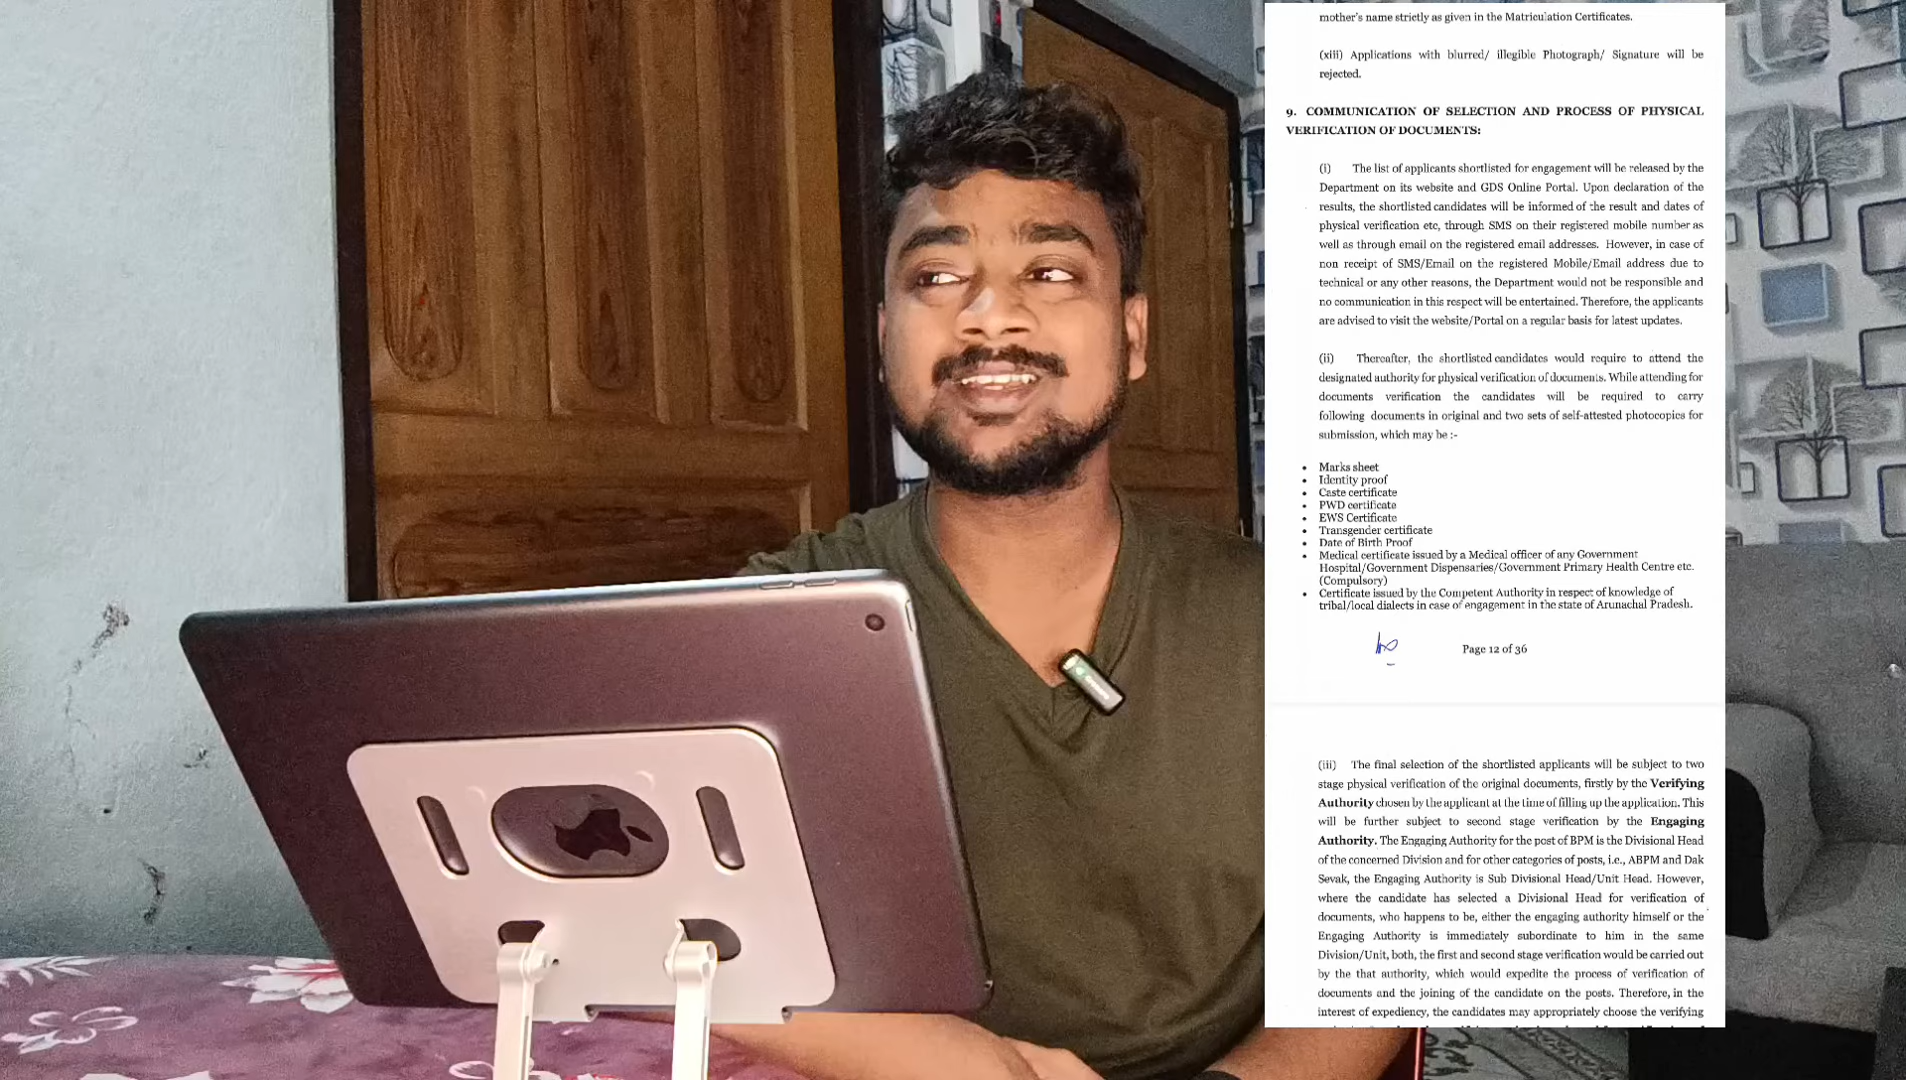 mother's name strictly as given in the Matriculation Certificates.
(xiii) Applications with blurred/ illegible Photograph/ Signature will be
rejected.
9. COMMUNICATION OF SELECTION AND PROCESS OF PHYSICAL
VERIFICATION OF DOCUMENTS:
(i) The list of applicants shortlisted for engagement will be released by the
Department on its website and GDS Online Portal. Upon declaration of the
results, the shortlisted candidates will be informed of the result and dates of
physical verification etc, through SMS on their registered mobile number as
well as through email on the registered email addresses. However, in case of
non receipt of SMS/Email on the registered Mobile/Email address due to
technical or any other reasons, the Department would not be responsible and
no communication in this respect will be entertained. Therefore, the applicants
are advised to visit the website/Portal on a regular basis for latest updates.
(ii) Thereafter, the shortlisted candidates would require to attend the
designated authority for physical verification of documents. While attending for
documents verification the candidates will be required to carry
following documents in original and two sets of self-attested photocopies for
submission, which may be :-
• Marks sheet
• Identity proof
• Caste certificate
• PWD certificate
• EWS Certificate
• Transgender certificate
• Date of Birth Proof
• Medical certificate issued by a Medical officer of any Government
Hospital/Government Dispensaries/Government Primary Health Centre etc.
(Compulsory)
• Certificate issued by the Competent Authority in respect of knowledge of
tribal/local dialects in case of engagement in the state of Arunachal Pradesh.
Page 12 of 36
(iii) The final selection of the shortlisted applicants will be subject to two
stage physical verification of the original documents, firstly by the Verifying
Authority chosen by the applicant at the time of filling up the application. This
will be further subject to second stage verification by the Engaging
Authority. The Engaging Authority for the post of BPM is the Divisional Head
of the concerned Division and for other categories of posts, i.e., ABPM and Dak
Sevak, the Engaging Authority is Sub Divisional Head/Unit Head. However,
where the candidate has selected a Divisional Head for verification of
documents, who happens to be, either the engaging authority himself or the
Engaging Authority is immediately subordinate to him in the same
Division/Unit, both, the first and second stage verification would be carried out
by the that authority, which would expedite the process of verification of
documents and the joining of the candidate on the posts. Therefore, in the
interest of expediency, the candidates may appropriately choose the verifying